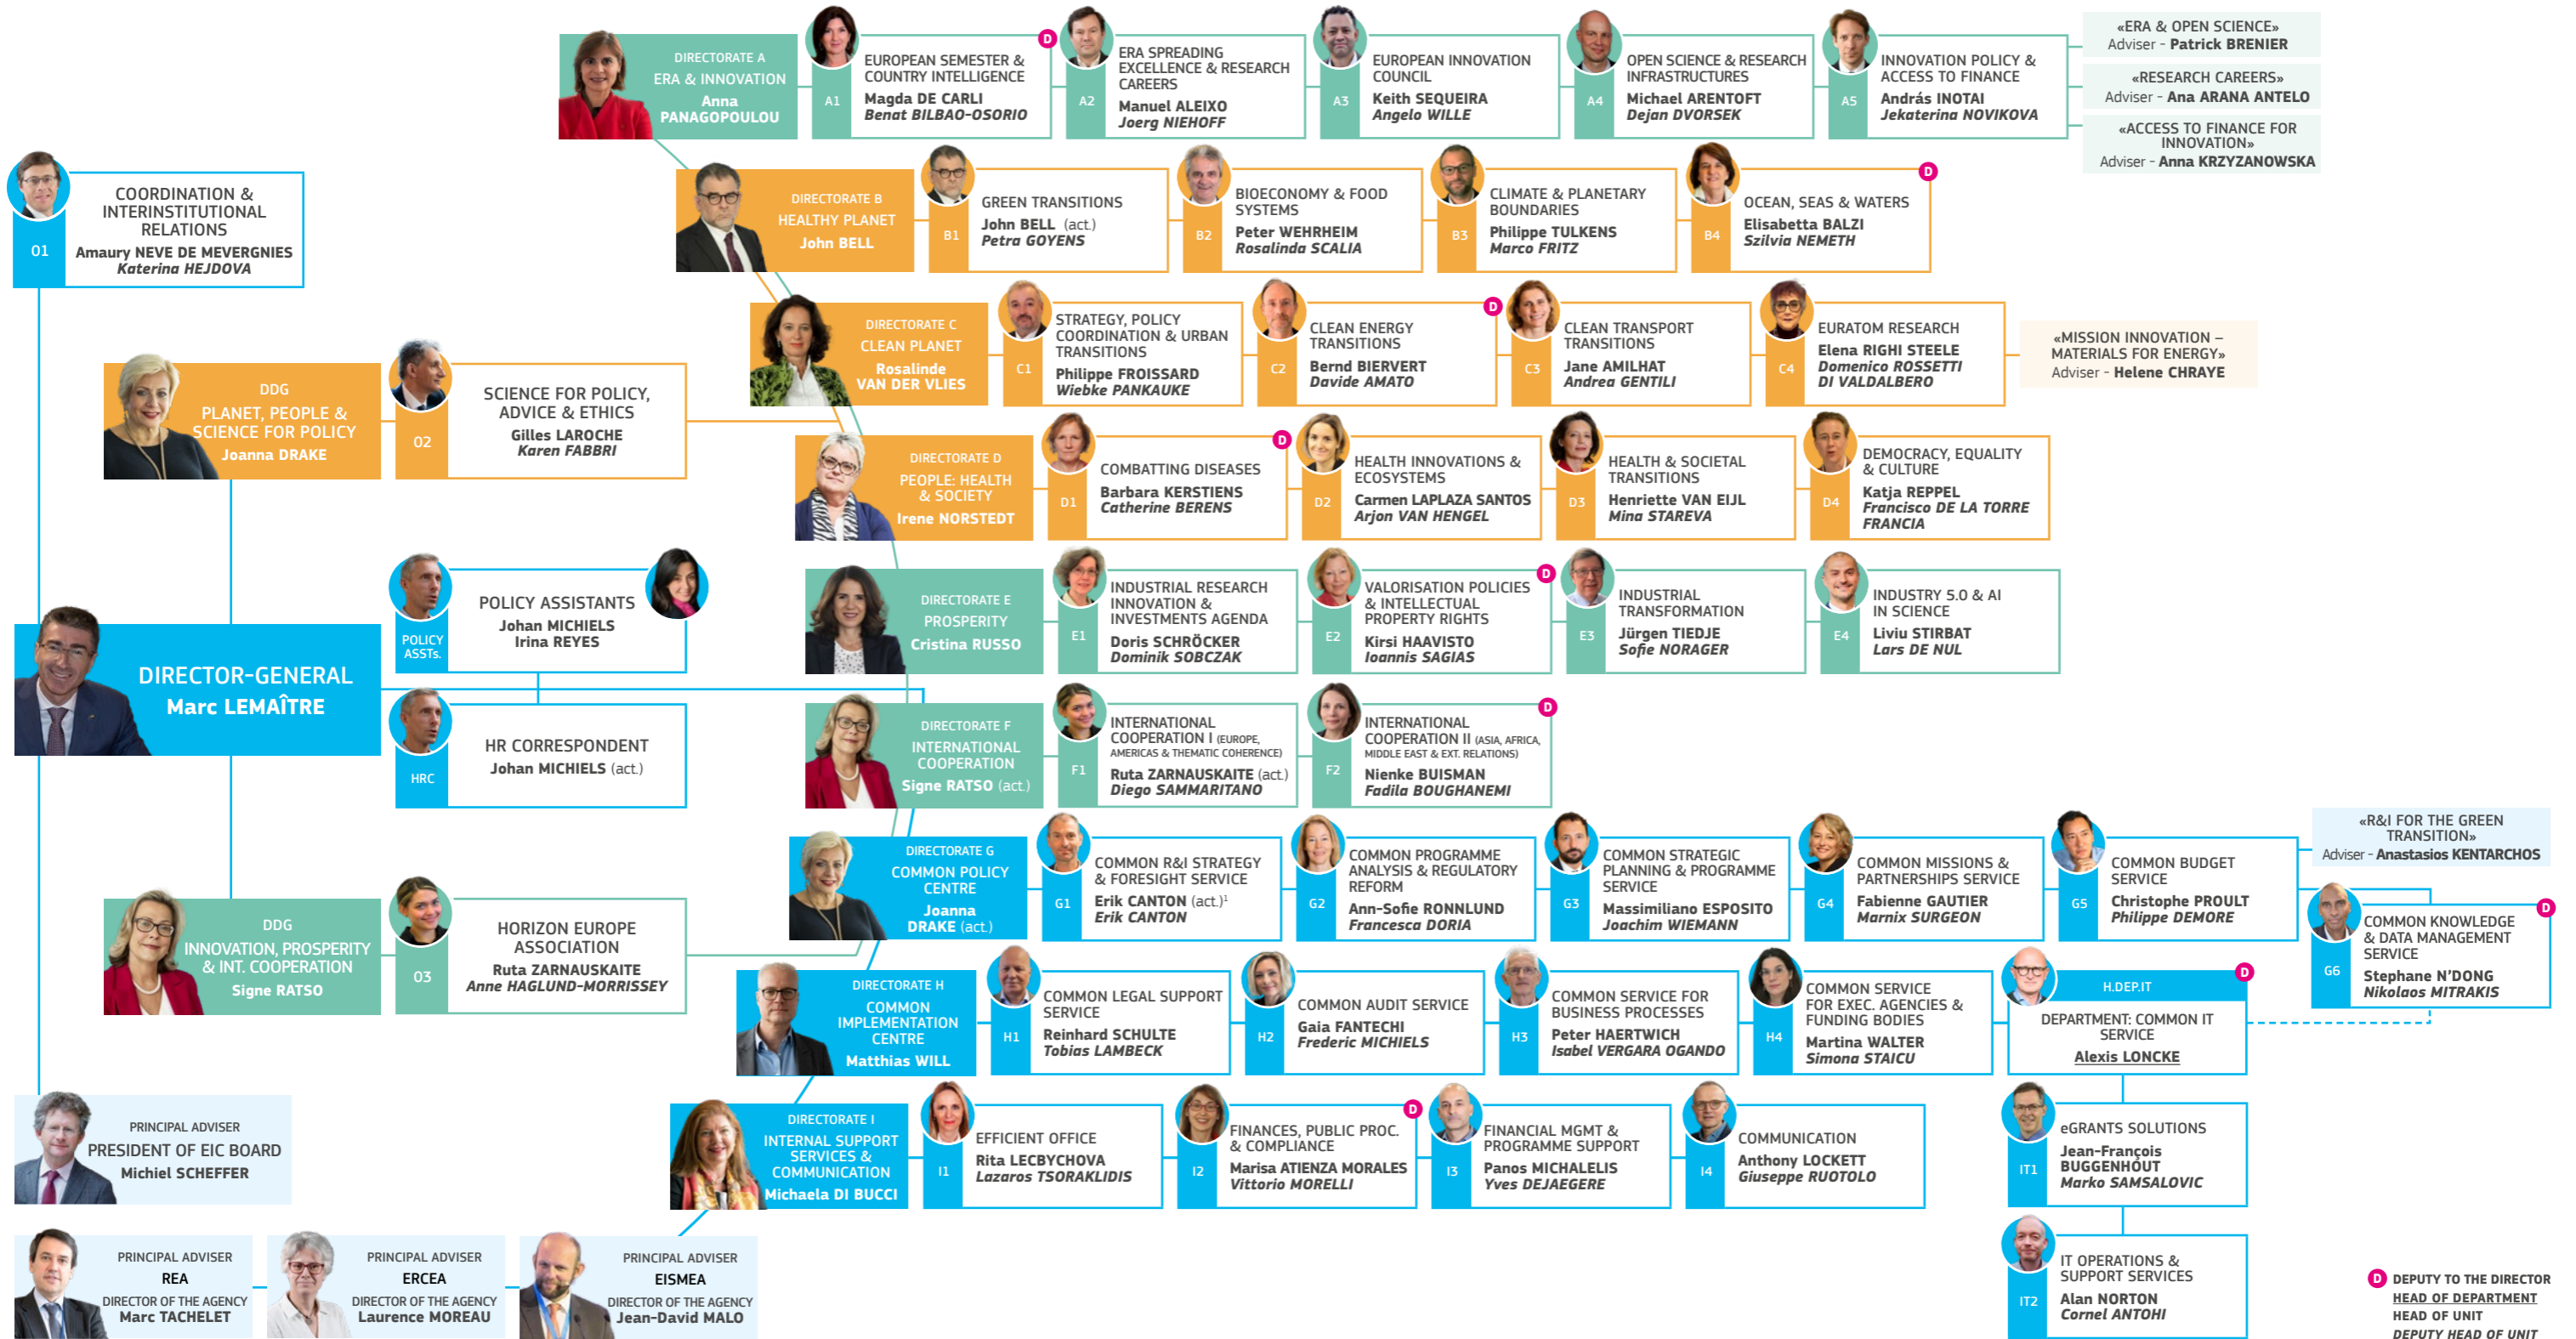 DIRECTORATE A
ERA & INNOVATION
Anna
PANAGOPOULOU
A1
EUROPEAN SEMESTER &
COUNTRY INTELLIGENCE
Magda DE CARLI
Benat BILBAO-OSORIO
D
A2
ERA SPREADING
EXCELLENCE & RESEARCH
CAREERS
Manuel ALEIXO
Joerg NIEHOFF
A3
EUROPEAN INNOVATION
COUNCIL
Keith SEQUEIRA
Angelo WILLE
A4
OPEN SCIENCE & RESEARCH
INFRASTRUCTURES
Michael ARENTOFT
Dejan DVORSEK
A5
INNOVATION POLICY &
ACCESS TO FINANCE
András INOTAI
Jekaterina NOVIKOVA
«ERA & OPEN SCIENCE»
Adviser - Patrick BRENIER
«RESEARCH CAREERS»
Adviser - Ana ARANA ANTELO
«ACCESS TO FINANCE FOR
INNOVATION»
Adviser - Anna KRZYZANOWSKA
01
COORDINATION &
INTERINSTITUTIONAL
RELATIONS
Amaury NEVE DE MEVERGNIES
Katerina HEJDOVA
DIRECTORATE B
HEALTHY PLANET
John BELL
B1
GREEN TRANSITIONS
John BELL (act.)
Petra GOYENS
B2
BIOECONOMY & FOOD
SYSTEMS
Peter WEHRHEIM
Rosalinda SCALIA
B3
CLIMATE & PLANETARY
BOUNDARIES
Philippe TULKENS
Marco FRITZ
B4
OCEAN, SEAS & WATERS
Elisabetta BALZI
Szilvia NEMETH
D
DIRECTORATE C
CLEAN PLANET
Rosalinde
VAN DER VLIES
C1
STRATEGY, POLICY
COORDINATION & URBAN
TRANSITIONS
Philippe FROISSARD
Wiebke PANKAUKE
C2
CLEAN ENERGY
TRANSITIONS
Bernd BIERVERT
Davide AMATO
D
C3
CLEAN TRANSPORT
TRANSITIONS
Jane AMILHAT
Andrea GENTILI
C4
EURATOM RESEARCH
Elena RIGHI STEELE
Domenico ROSSETTI
DI VALDALBERO
«MISSION INNOVATION –
MATERIALS FOR ENERGY»
Adviser - Helene CHRAYE
DDG
PLANET, PEOPLE &
SCIENCE FOR POLICY
Joanna DRAKE
02
SCIENCE FOR POLICY,
ADVICE & ETHICS
Gilles LAROCHE
Karen FABBRI
DIRECTORATE D
PEOPLE: HEALTH
& SOCIETY
Irene NORSTEDT
D1
COMBATTING DISEASES
Barbara KERSTIENS
Catherine BERENS
D
D2
HEALTH INNOVATIONS &
ECOSYSTEMS
Carmen LAPLAZA SANTOS
Arjon VAN HENGEL
D3
HEALTH & SOCIETAL
TRANSITIONS
Henriette VAN EIJL
Mina STAREVA
D4
DEMOCRACY, EQUALITY
& CULTURE
Katja REPPEL
Francisco DE LA TORRE
FRANCIA
POLICY
ASSTs.
POLICY ASSISTANTS
Johan MICHIELS
Irina REYES
DIRECTORATE E
PROSPERITY
Cristina RUSSO
E1
INDUSTRIAL RESEARCH
INNOVATION &
INVESTMENTS AGENDA
Doris SCHRÖCKER
Dominik SOBCZAK
E2
VALORISATION POLICIES
& INTELLECTUAL
PROPERTY RIGHTS
Kirsi HAAVISTO
Ioannis SAGIAS
D
E3
INDUSTRIAL
TRANSFORMATION
Jürgen TIEDJE
Sofie NORAGER
E4
INDUSTRY 5.0 & AI
IN SCIENCE
Liviu STIRBAT
Lars DE NUL
DIRECTOR-GENERAL
Marc LEMAÎTRE
HRC
HR CORRESPONDENT
Johan MICHIELS (act.)
DIRECTORATE F
INTERNATIONAL
COOPERATION
Signe RATSO (act.)
F1
INTERNATIONAL
COOPERATION I (EUROPE,
AMERICAS & THEMATIC COHERENCE)
Ruta ZARNAUSKAITE (act.)
Diego SAMMARITANO
F2
INTERNATIONAL
COOPERATION II (ASIA, AFRICA,
MIDDLE EAST & EXT. RELATIONS)
Nienke BUISMAN
Fadila BOUGHANEMI
D
DIRECTORATE G
COMMON POLICY
CENTRE
Joanna
DRAKE (act.)
G1
COMMON R&I STRATEGY
& FORESIGHT SERVICE
Erik CANTON (act.)¹
Erik CANTON
G2
COMMON PROGRAMME
ANALYSIS & REGULATORY
REFORM
Ann-Sofie RONNLUND
Francesca DORIA
G3
COMMON STRATEGIC
PLANNING & PROGRAMME
SERVICE
Massimiliano ESPOSITO
Joachim WIEMANN
G4
COMMON MISSIONS &
PARTNERSHIPS SERVICE
Fabienne GAUTIER
Marnix SURGEON
G5
COMMON BUDGET
SERVICE
Christophe PROULT
Philippe DEMORE
«R&I FOR THE GREEN
TRANSITION»
Adviser - Anastasios KENTARCHOS
G6
COMMON KNOWLEDGE
& DATA MANAGEMENT
SERVICE
Stephane N'DONG
Nikolaos MITRAKIS
D
DDG
INNOVATION, PROSPERITY
& INT. COOPERATION
Signe RATSO
03
HORIZON EUROPE
ASSOCIATION
Ruta ZARNAUSKAITE
Anne HAGLUND-MORRISSEY
DIRECTORATE H
COMMON
IMPLEMENTATION
CENTRE
Matthias WILL
H1
COMMON LEGAL SUPPORT
SERVICE
Reinhard SCHULTE
Tobias LAMBECK
H2
COMMON AUDIT SERVICE
Gaia FANTECHI
Frederic MICHIELS
H3
COMMON SERVICE FOR
BUSINESS PROCESSES
Peter HAERTWICH
Isabel VERGARA OGANDO
H4
COMMON SERVICE
FOR EXEC. AGENCIES &
FUNDING BODIES
Martina WALTER
Simona STAICU
H.DEP.IT
D
DEPARTMENT: COMMON IT
SERVICE
Alexis LONCKE
PRINCIPAL ADVISER
PRESIDENT OF EIC BOARD
Michiel SCHEFFER
DIRECTORATE I
INTERNAL SUPPORT
SERVICES &
COMMUNICATION
Michaela DI BUCCI
I1
EFFICIENT OFFICE
Rita LECBYCHOVA
Lazaros TSORAKLIDIS
I2
FINANCES, PUBLIC PROC.
& COMPLIANCE
Marisa ATIENZA MORALES
Vittorio MORELLI
D
I3
FINANCIAL MGMT &
PROGRAMME SUPPORT
Panos MICHALELIS
Yves DEJAEGERE
I4
COMMUNICATION
Anthony LOCKETT
Giuseppe RUOTOLO
IT1
eGRANTS SOLUTIONS
Jean-François
BUGGENHOUT
Marko SAMSALOVIC
PRINCIPAL ADVISER
REA
DIRECTOR OF THE AGENCY
Marc TACHELET
PRINCIPAL ADVISER
ERCEA
DIRECTOR OF THE AGENCY
Laurence MOREAU
PRINCIPAL ADVISER
EISMEA
DIRECTOR OF THE AGENCY
Jean-David MALO
IT2
IT OPERATIONS &
SUPPORT SERVICES
Alan NORTON
Cornel ANTOHI
D DEPUTY TO THE DIRECTOR
HEAD OF DEPARTMENT
HEAD OF UNIT
DEPUTY HEAD OF UNIT